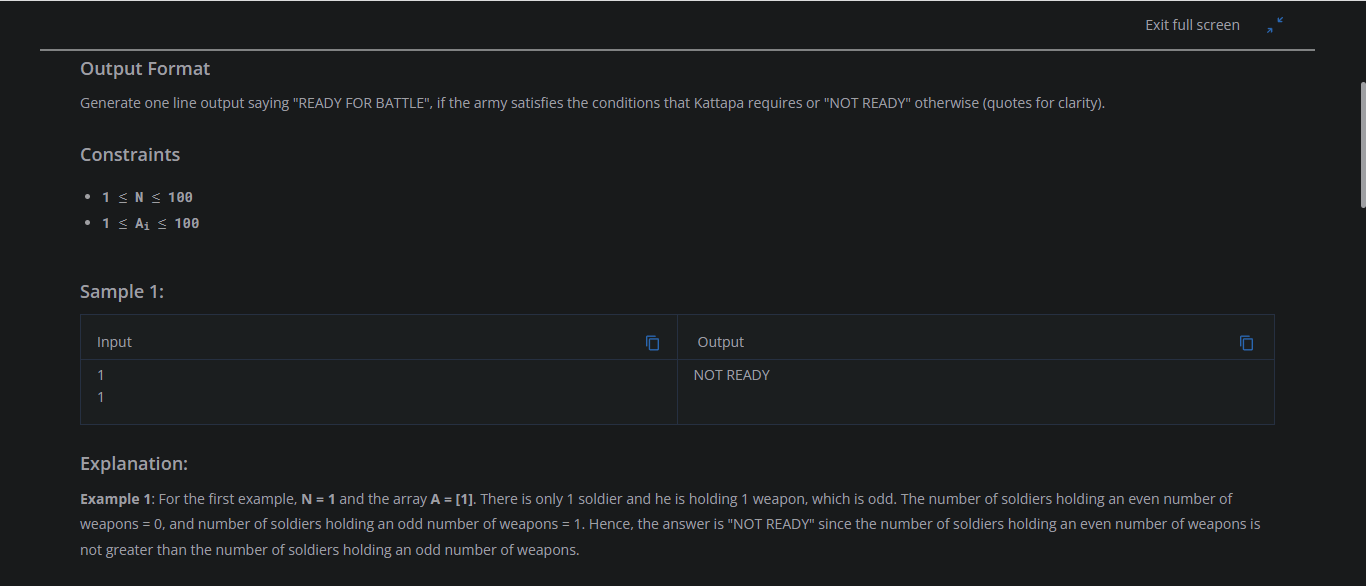 Exit full screen
Output Format
Generate one line output saying "READY FOR BATTLE", if the army satisfies the conditions that Kattapa requires or "NOT READY" otherwise (quotes for clarity).
Constraints
• 1 ≤ N ≤ 100
• 1 ≤ Ai ≤ 100
Sample 1:
Input Output
1 NOT READY
1
Explanation:
Example 1: For the first example, N = 1 and the array A = [1]. There is only 1 soldier and he is holding 1 weapon, which is odd. The number of soldiers holding an even number of
weapons = 0, and number of soldiers holding an odd number of weapons = 1. Hence, the answer is "NOT READY" since the number of soldiers holding an even number of weapons is
not greater than the number of soldiers holding an odd number of weapons.